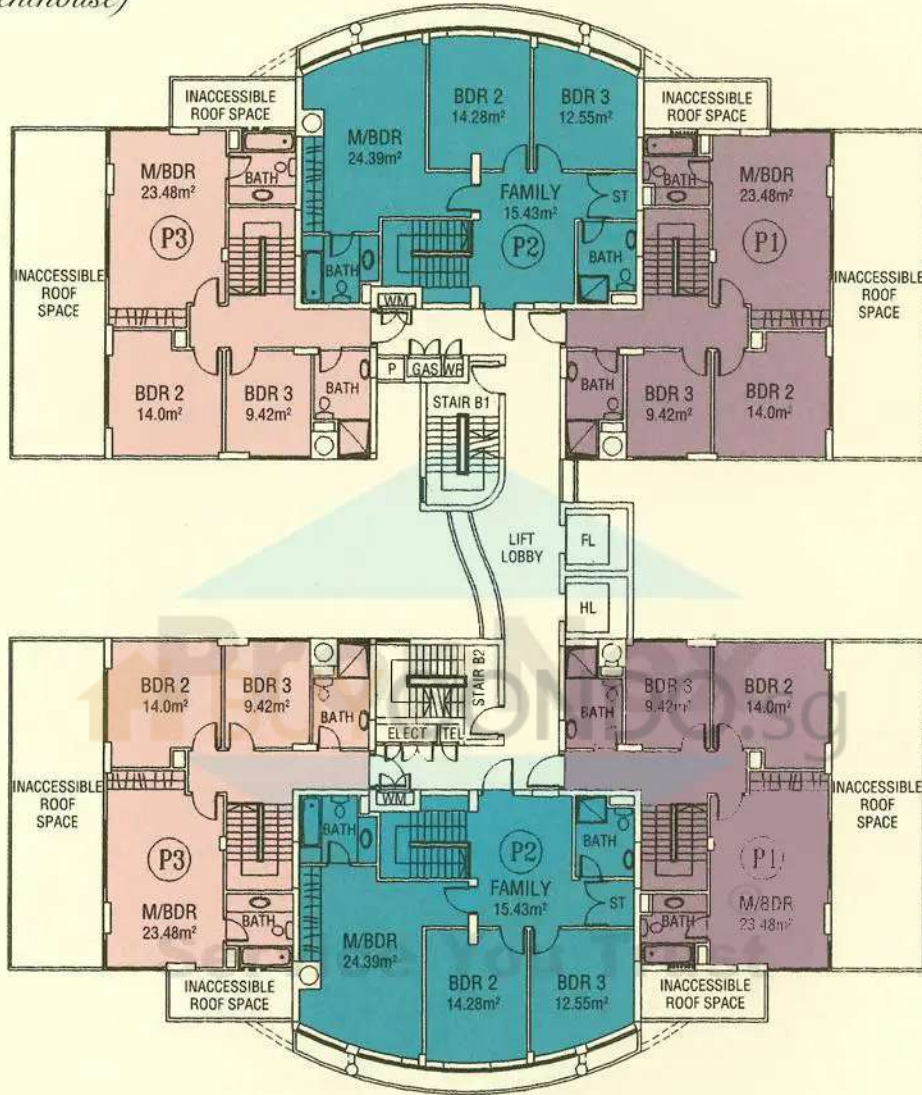 INACCESSIBLE
ROOF SPACE
BDR 2
14.28m²
BDR 3
12.55m²
INACCESSIBLE
ROOF SPACE
M/BDR
24.39m²
M/BDR
23.48m²
BATH
FAMILY
15.43m²
ST
BATH
M/BDR
23.48m²
P3
P2
P1
INACCESSIBLE
ROOF
SPACE
BATH
BATH
INACCESSIBLE
ROOF
SPACE
WM
BDR 2
14.0m²
BDR 3
9.42m²
BATH
P
GAS
WR
STAIR B1
BATH
BDR 3
9.42m²
BDR 2
14.0m²
LIFT
LOBBY
FL
HL
BDR 2
14.0m²
BDR 3
9.42m²
BATH
STAIR B2
BATH
BDR 3
9.42m²
BDR 2
14.0m²
CONDO.sg
ELECT
TEL
INACCESSIBLE
ROOF
SPACE
WM
BATH
BATH
INACCESSIBLE
ROOF
SPACE
P3
P2
P1
M/BDR
23.48m²
BATH
FAMILY
15.43m²
ST
BATH
M/BDR
23.48m²
M/BDR
24.39m²
INACCESSIBLE
ROOF SPACE
BDR 2
14.28m²
BDR 3
12.55m²
INACCESSIBLE
ROOF SPACE